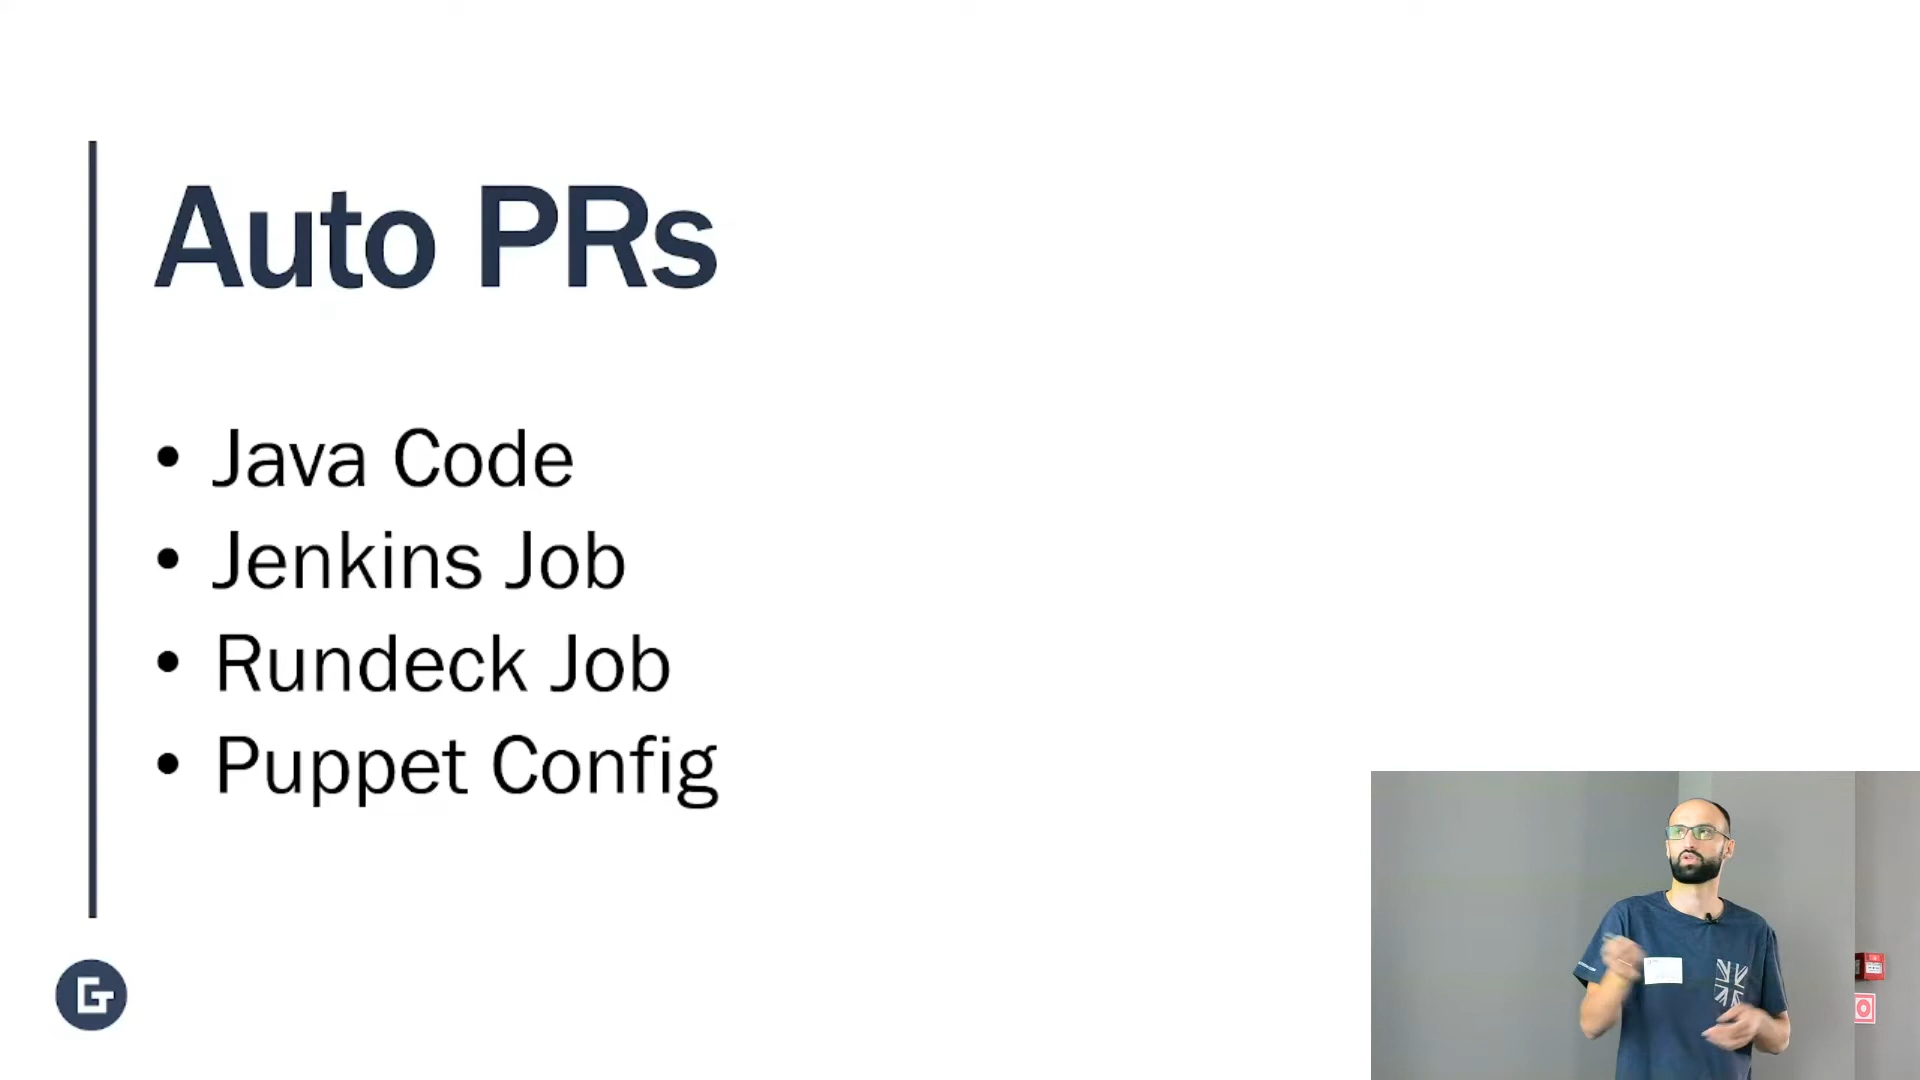 Auto PRs
• Java Code
• Jenkins Job
• Rundeck Job
• Puppet Config